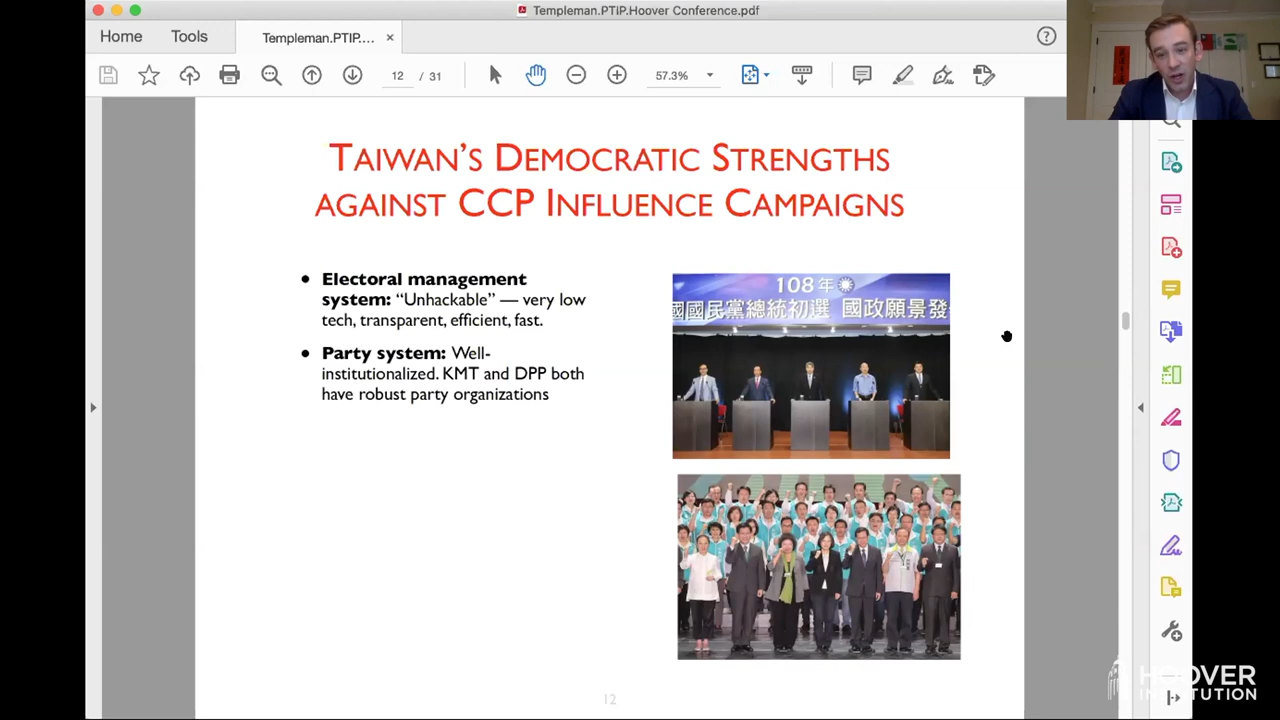 Templeman.PTIP.Hoover Conference.pdf
Home
Tools
Templeman.PTIP....
12 / 31
57.3%
TAIWAN'S DEMOCRATIC STRENGTHS
AGAINST CCP INFLUENCE CAMPAIGNS
• Electoral management
system: “Unhackable” — very low
tech, transparent, efficient, fast.
• Party system: Well-
institutionalized. KMT and DPP both
have robust party organizations
108年
國國民黨總統初選 國政願景發
12
HOOVER
INSTITUTION